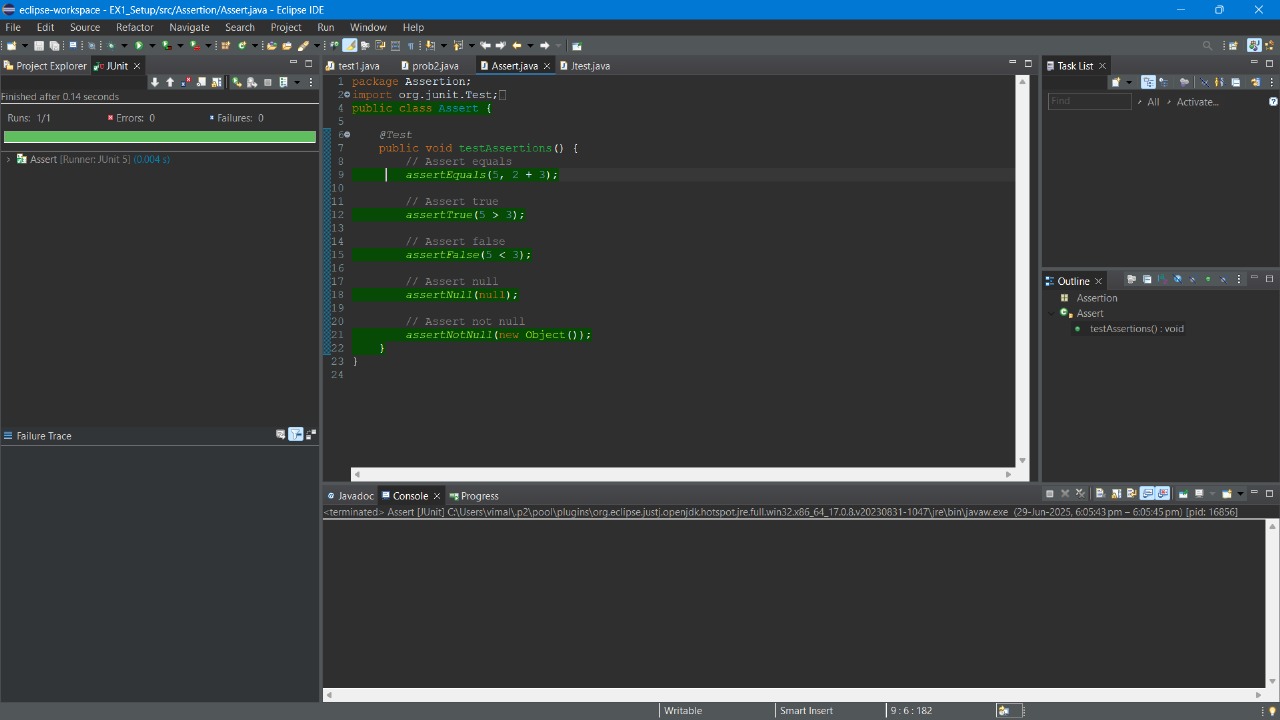 eclipse-workspace - EX1_Setup/src/Assertion/Assert.java - Eclipse IDE
File Edit Source Refactor Navigate Search Project Run Window Help
Project Explorer JUnit
Finished after 0.14 seconds
Runs: 1/1 Errors: 0 Failures: 0
Assert [Runner: JUnit 5] (0.004 s)
Failure Trace
test1.java prob2.java Assert.java Jtest.java
1 package Assertion;
2 import org.junit.Test;
4 public class Assert {
5
6 @Test
7 public void testAssertions() {
8 // Assert equals
9 assertEquals(5, 2 + 3);
10
11 // Assert true
12 assertTrue(5 > 3);
13
14 // Assert false
15 assertFalse(5 < 3);
16
17 // Assert null
18 assertNull(null);
19
20 // Assert not null
21 assertNotNull(new Object());
22 }
23 }
24
Task List
Find All Activate...
Outline
Assertion
Assert
testAssertions() : void
Javadoc Console Progress
<terminated> Assert [JUnit] C:\Users\vimal\.p2\pool\plugins\org.eclipse.justj.openjdk.hotspot.jre.full.win32.x86_64_17.0.8.v20230831-1047\jre\bin\javaw.exe (29-Jun-2025, 6:05:43 pm – 6:05:45 pm) [pid: 16856]
Writable Smart Insert 9 : 6 : 182